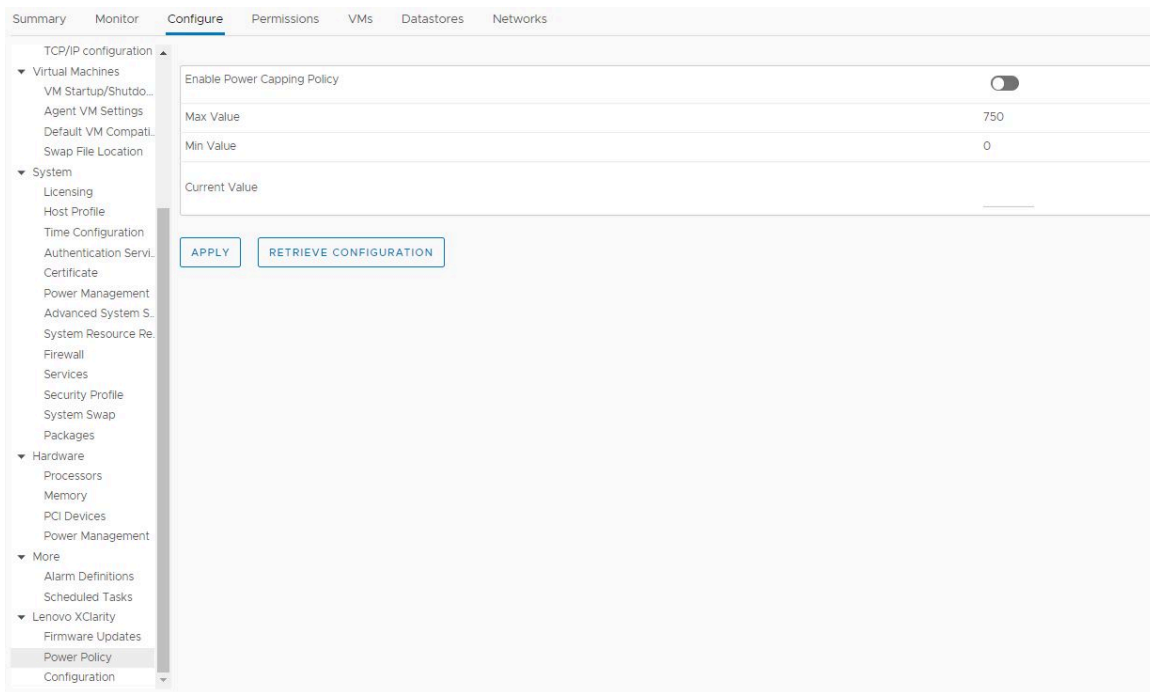 Summary Monitor Configure Permissions VMs Datastores Networks
TCP/IP configuration
Virtual Machines
VM Startup/Shutdo...
Agent VM Settings
Default VM Compati..
Swap File Location
System
Licensing
Host Profile
Time Configuration
Authentication Servi..
Certificate
Power Management
Advanced System S..
System Resource Re.
Firewall
Services
Security Profile
System Swap
Packages
Hardware
Processors
Memory
PCI Devices
Power Management
More
Alarm Definitions
Scheduled Tasks
Lenovo XClarity
Firmware Updates
Power Policy
Configuration
Enable Power Capping Policy
Max Value 750
Min Value 0
Current Value
APPLY RETRIEVE CONFIGURATION